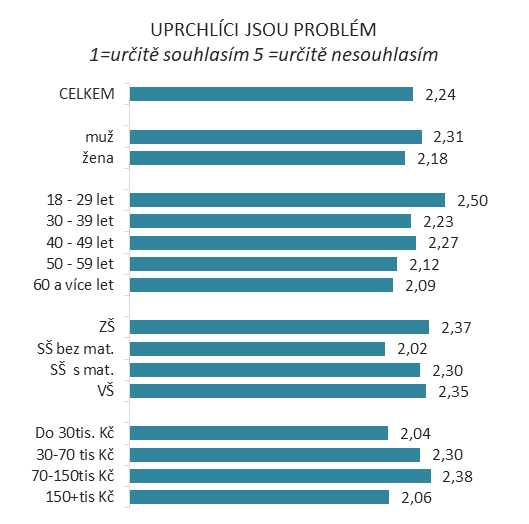 UPRCHLÍCI JSOU PROBLÉM
1=určitě souhlasím 5 =určitě nesouhlasím
CELKEM 2,24
muž 2,31
žena 2,18
18 - 29 let 2,50
30 - 39 let 2,23
40 - 49 let 2,27
50 - 59 let 2,12
60 a více let 2,09
ZŠ 2,37
SŠ bez mat. 2,02
SŠ s mat. 2,30
VŠ 2,35
Do 30tis. Kč 2,04
30-70 tis Kč 2,30
70-150tis Kč 2,38
150+tis Kč 2,06